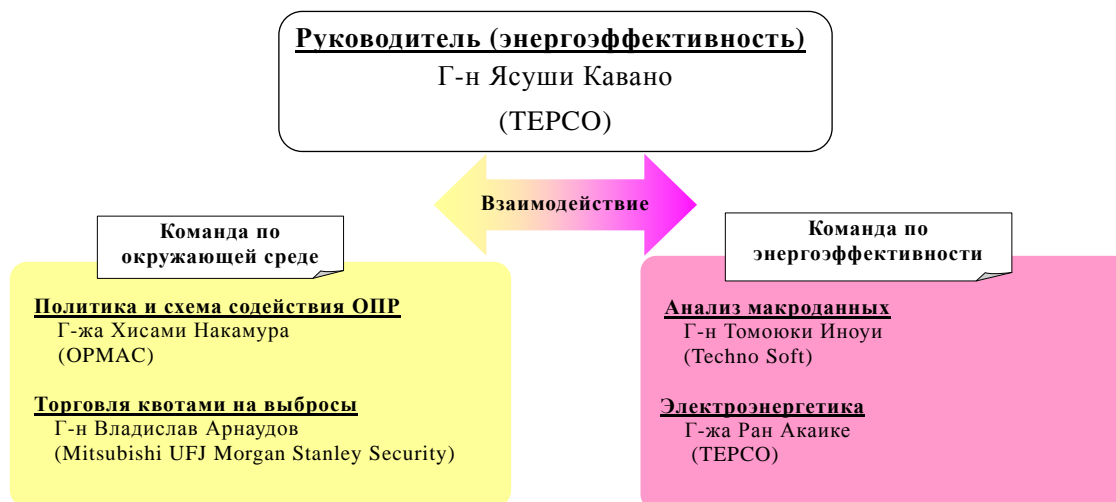 Руководитель (энергоэффективность)
Г-н Ясуши Кавано
(TEPCO)
Взаимодействие
Команда по
окружающей среде
Политика и схема содействия ОПР
Г-жа Хисами Накамура
(OPMAC)
Торговля квотами на выбросы
Г-н Владислав Арнаудов
(Mitsubishi UFJ Morgan Stanley Security)
Команда по
энергоэффективности
Анализ макроданных
Г-н Томоюки Иноуи
(Techno Soft)
Электроэнергетика
Г-жа Ран Акаике
(TEPCO)